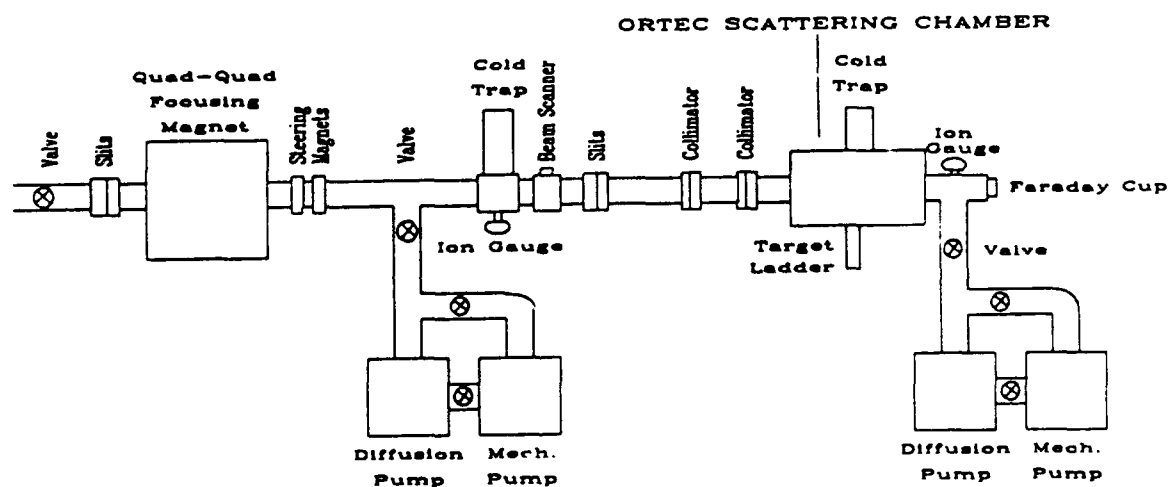 ORTEC SCATTERING CHAMBER
Quad-Quad
Focusing
Magnet
Cold
Trap
Cold
Trap
Valve
Slits
Steering
Magnets
Valve
Beam Scanner
Slits
Collimator
Collimator
Ion
Gauge
Faraday Cup
Ion Gauge
Target
Ladder
Valve
Diffusion
Pump
Mech.
Pump
Diffusion
Pump
Mech.
Pump